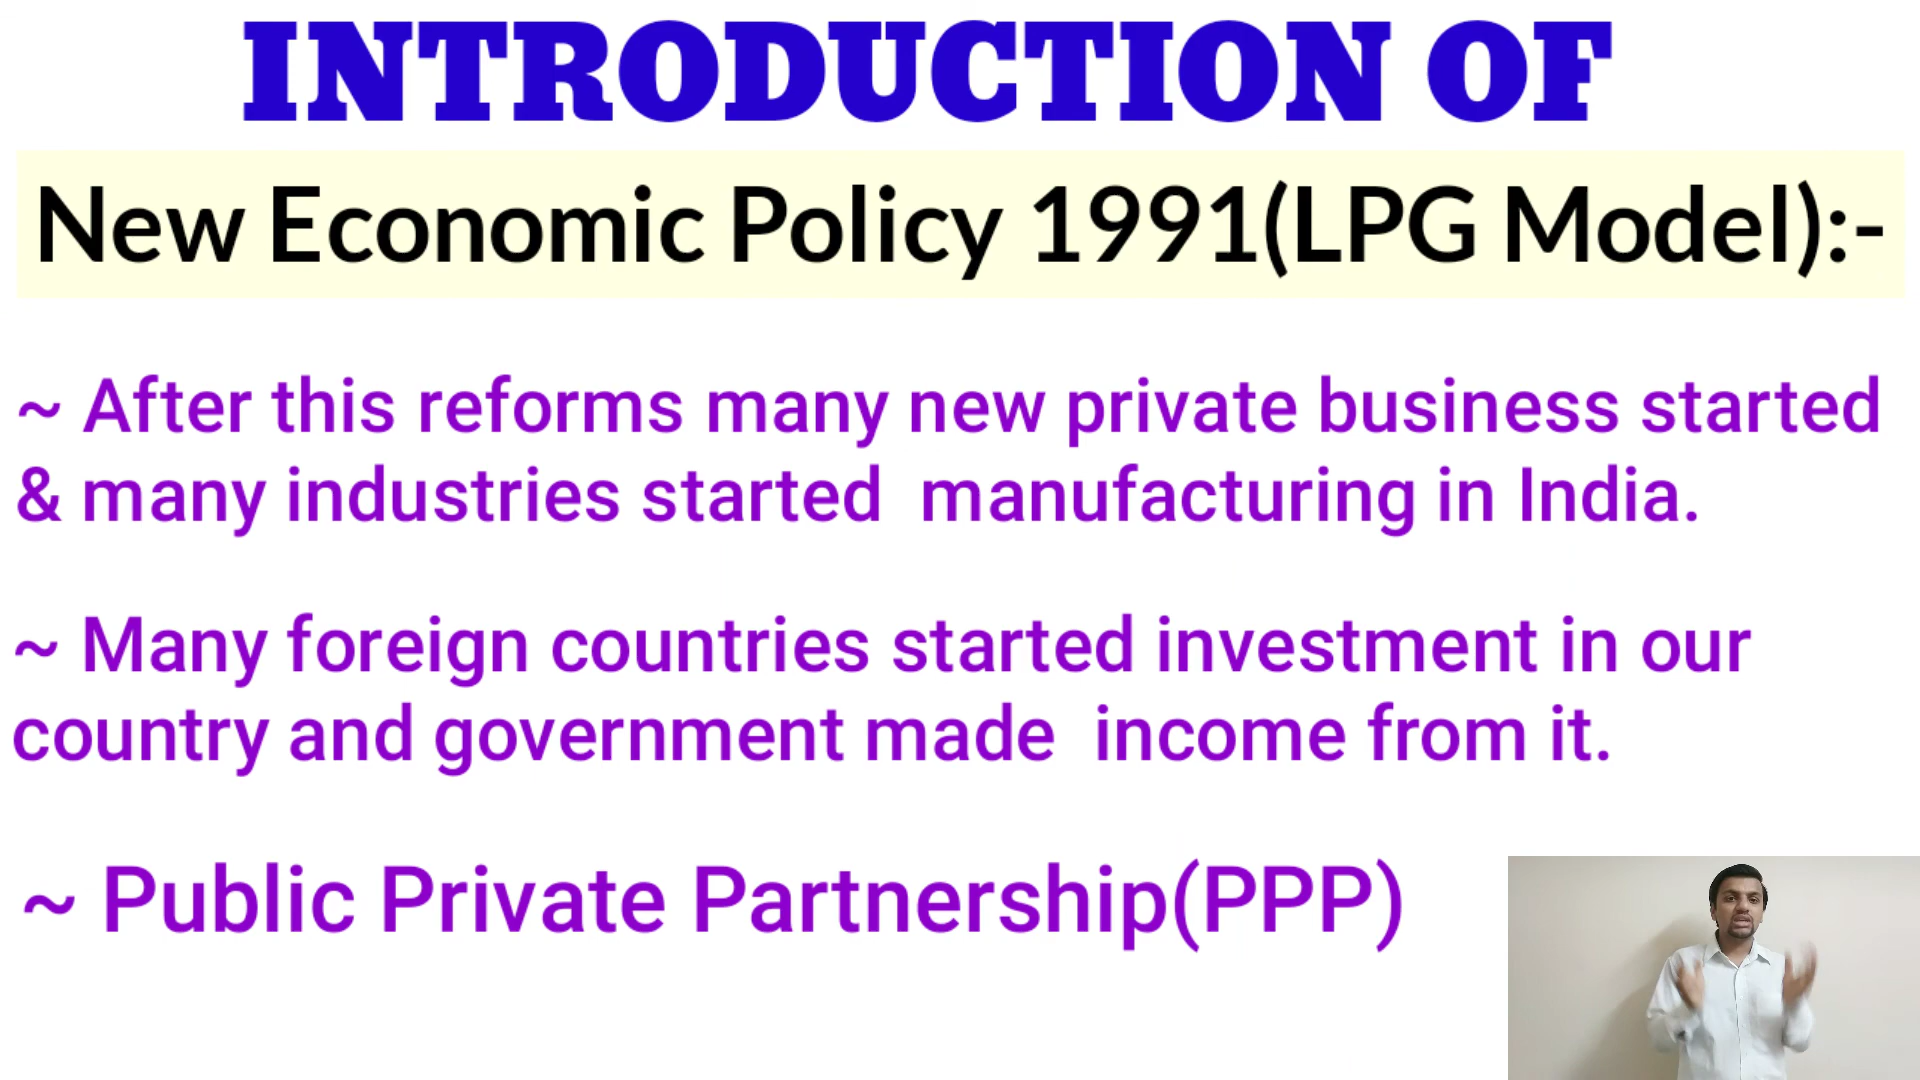 INTRODUCTION OF
New Economic Policy 1991(LPG Model):-
~ After this reforms many new private business started
& many industries started  manufacturing in India.
~ Many foreign countries started investment in our
country and government made  income from it.
~ Public Private Partnership(PPP)